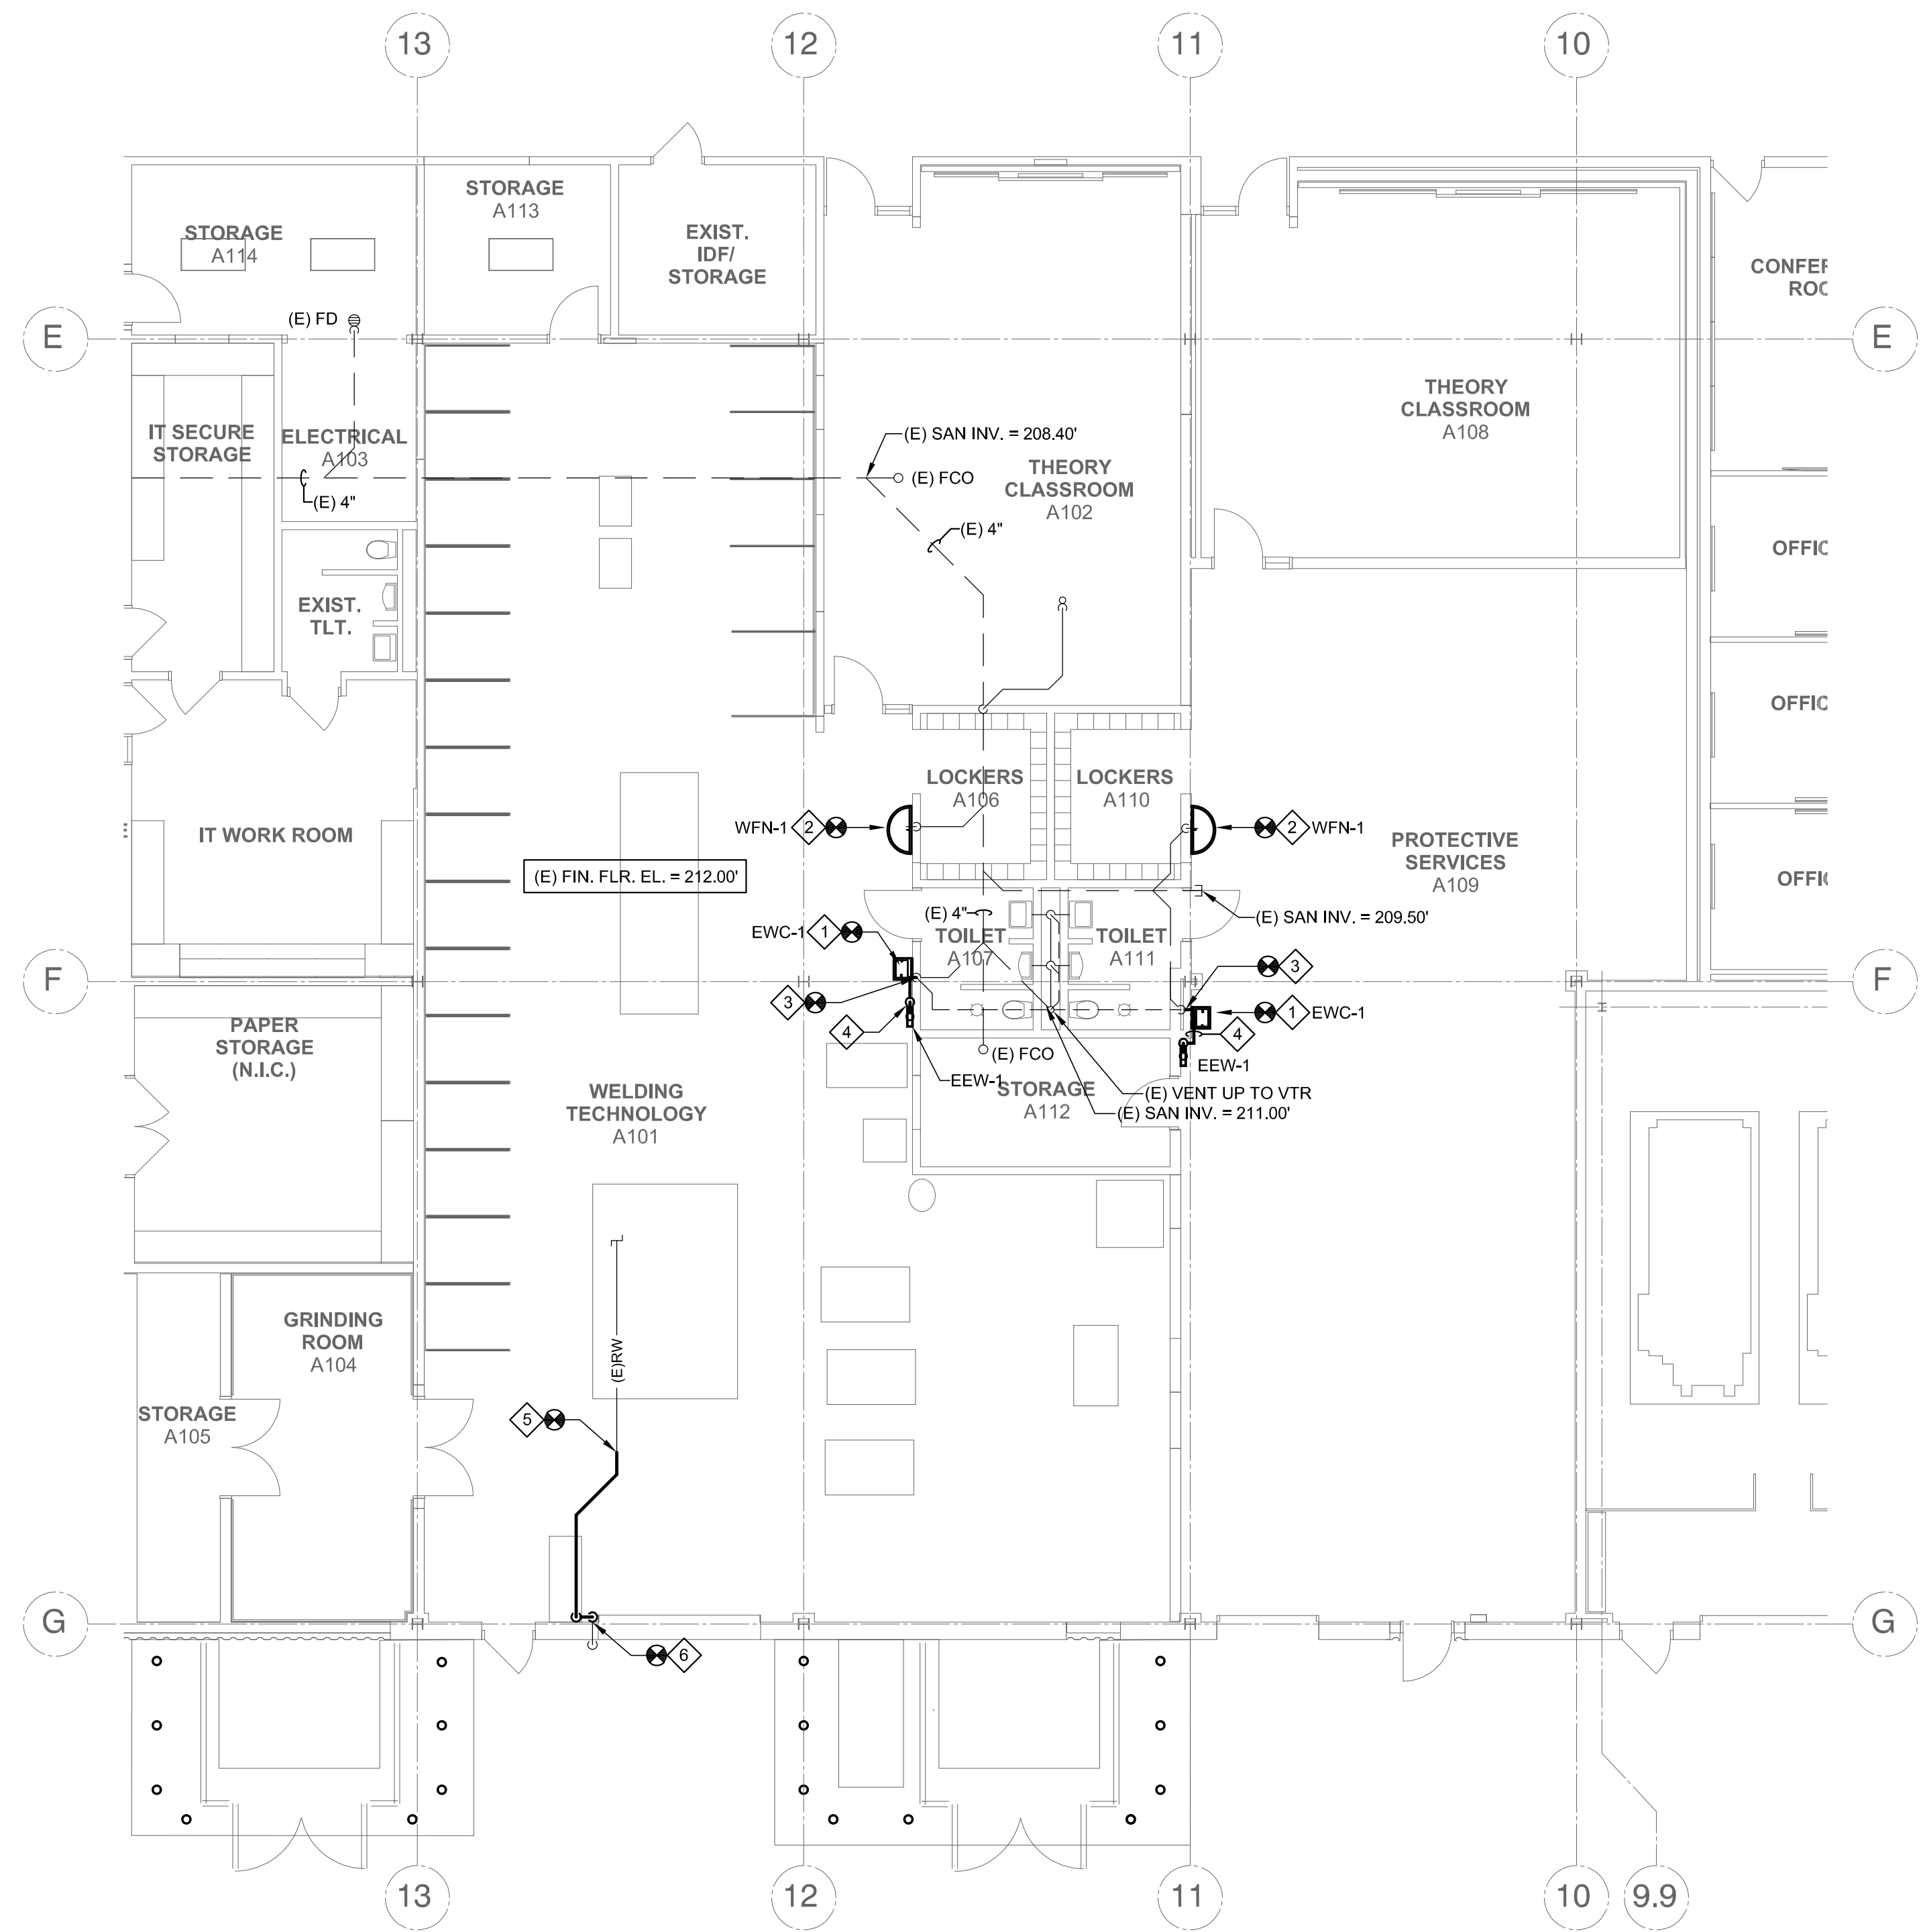 13
12
11
10
STORAGE
A113
STORAGE
A114
EXIST.
IDF/
STORAGE
(E) FD
E
E
THEORY
CLASSROOM
A108
IT SECURE
STORAGE
ELECTRICAL
A103
(E) 4"
(E) SAN INV. = 208.40'
(E) FCO
THEORY
CLASSROOM
A102
(E) 4"
EXIST.
TLT.
IT WORK ROOM
LOCKERS
A106
LOCKERS
A110
WFN-1
2
2
WFN-1
PROTECTIVE
SERVICES
A109
(E) FIN. FLR. EL. = 212.00'
(E) SAN INV. = 209.50'
(E) 4"
TOILET
A107
TOILET
A111
EWC-1
1
3
F
F
3
4
1
EWC-1
4
(E) FCO
EEW-1
EEW-1
STORAGE
A112
(E) VENT UP TO VTR
(E) SAN INV. = 211.00'
PAPER
STORAGE
(N.I.C.)
WELDING
TECHNOLOGY
A101
GRINDING
ROOM
A104
(E)RW
STORAGE
A105
5
G
G
6
13
12
11
10
9.9